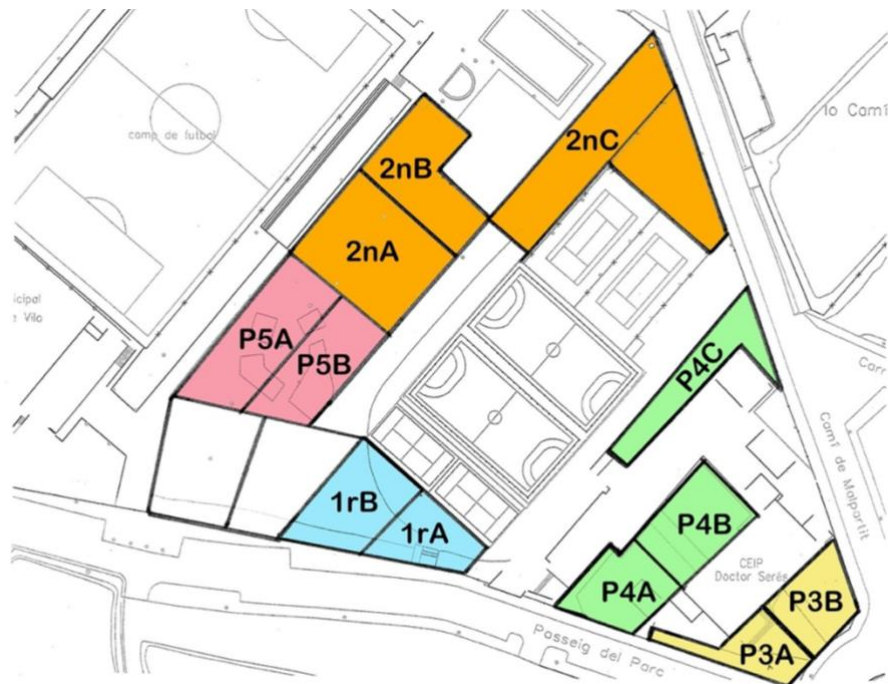 camp de futbol
2nB
2nC
2nA
P5A
P5B
P4C
1rB
1rA
P4B
P4A
CEIP
Doctor Serés
P3B
P3A
Passeig del Parc
Camí de Malpartit